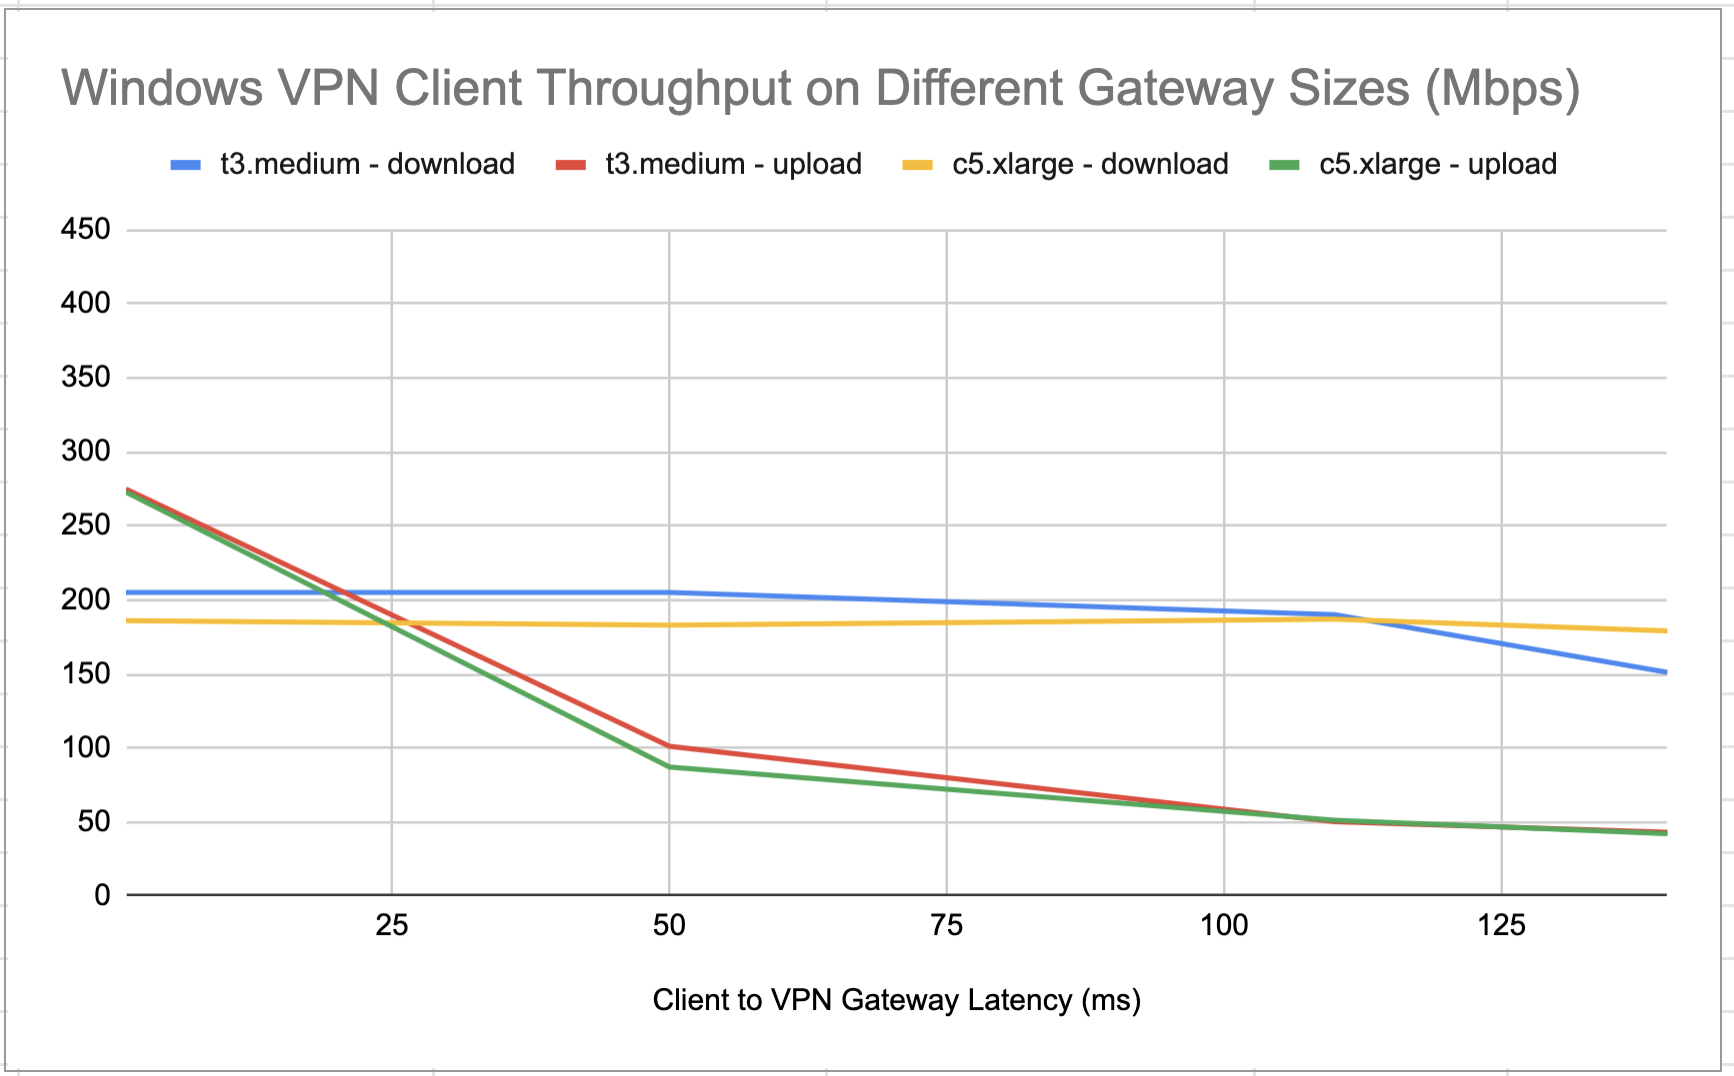 Windows VPN Client Throughput on Different Gateway Sizes (Mbps)
t3.medium - download t3.medium - upload c5.xlarge - download c5.xlarge - upload
450
400
350
300
250
200
150
100
50
0
25 50 75 100 125
Client to VPN Gateway Latency (ms)